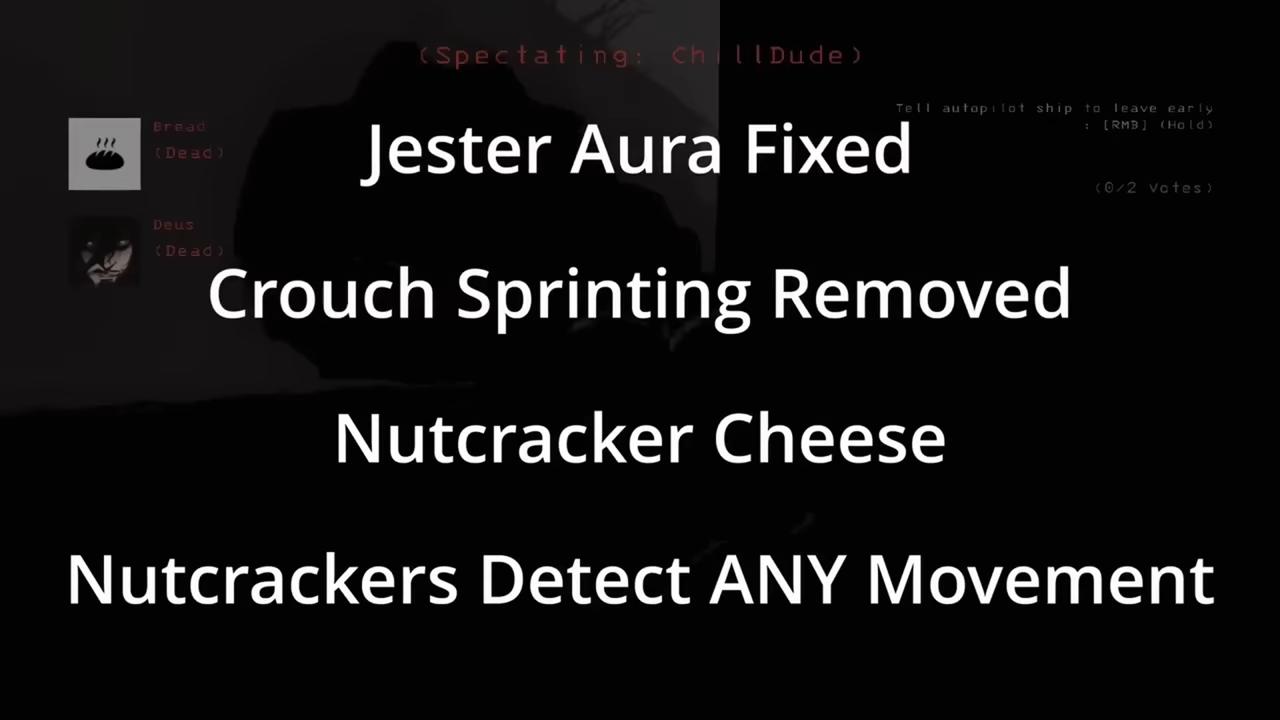 (Spectating: ChillDude)
Tell autopilot ship to leave early
: [RMB] (Hold)
(0/2 Votes)
Bread
(Dead)
Deus
(Dead)
Jester Aura Fixed
Crouch Sprinting Removed
Nutcracker Cheese
Nutcrackers Detect ANY Movement